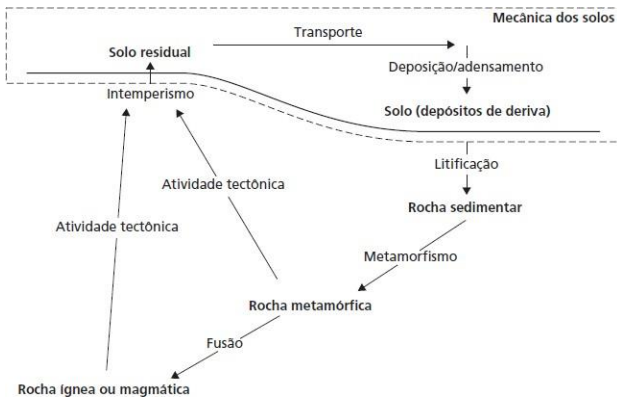 Mecânica dos solos
Transporte
Solo residual
Deposição/adensamento
Intemperismo
Solo (depósitos de deriva)
Litificação
Atividade tectônica
Rocha sedimentar
Atividade tectônica
Metamorfismo
Rocha metamórfica
Fusão
Rocha ígnea ou magmática